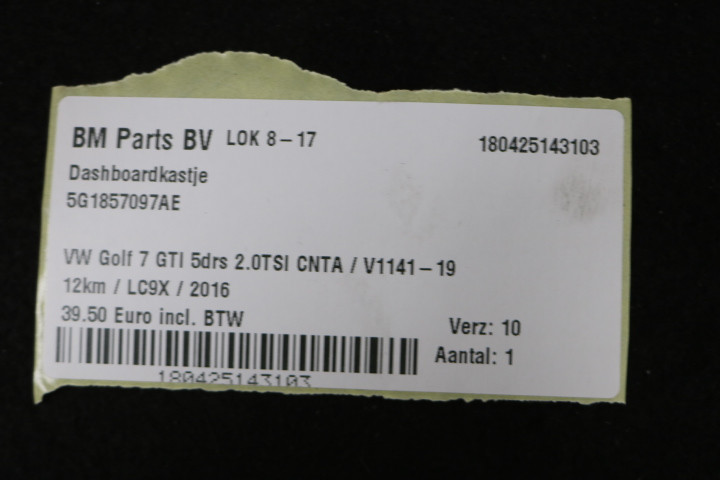 BM Parts BV LOK 8-17 180425143103
Dashboardkastje
5G1857097AE
VW Golf 7 GTI 5drs 2.0TSI CNTA / V1141-19
12km / LC9X / 2016
39.50 Euro incl. BTW
Verz: 10
Aantal: 1
180425143103